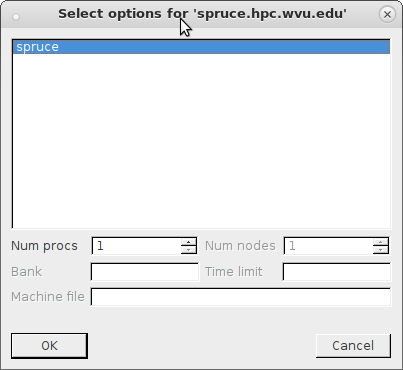 Select options for 'spruce.hpc.wvu.edu'
spruce
Num procs 1 Num nodes 1
Bank Time limit
Machine file
OK Cancel